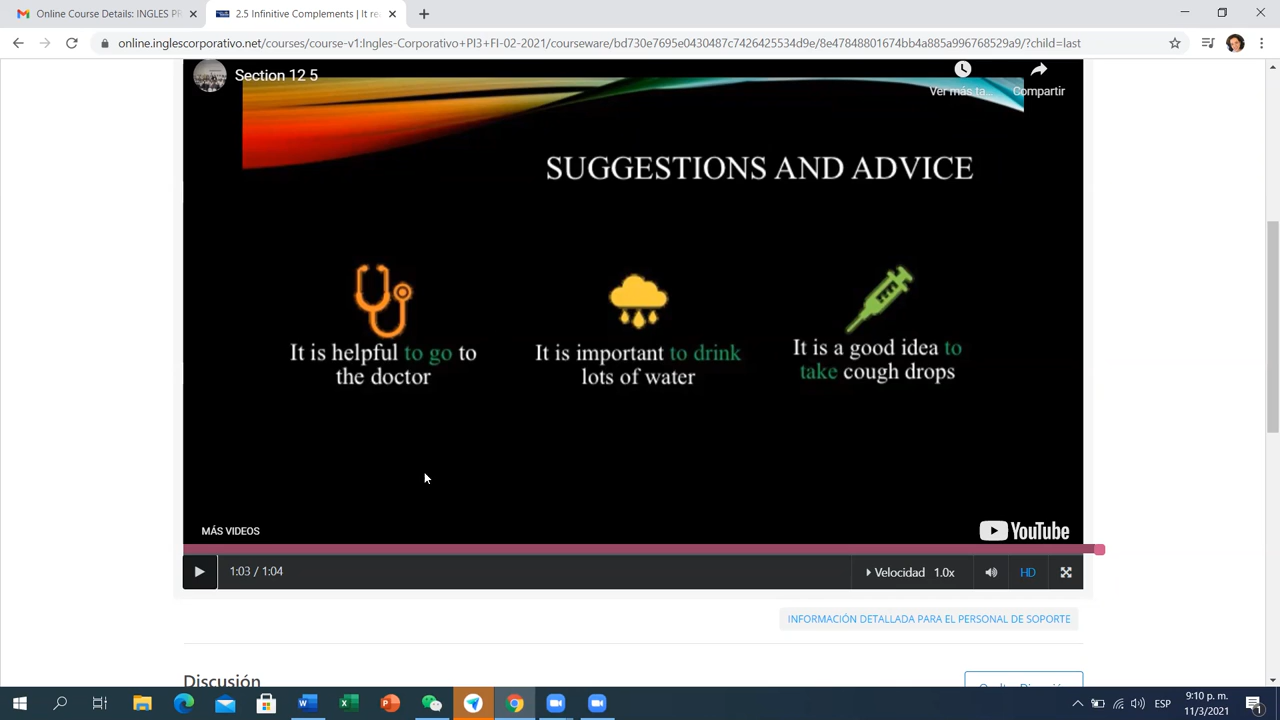 Online Course Details: INGLES PR
2.5 Infinitive Complements | It re
online.inglescorporativo.net/courses/course-v1:Ingles-Corporativo+PI3+FI-02-2021/courseware/bd730e7695e0430487c7426425534d9e/8e47848801674bb4a885a996768529a9/?child=last
Section 12 5
Ver más ta...
Compartir
SUGGESTIONS AND ADVICE
It is helpful to go to
the doctor
It is important to drink
lots of water
It is a good idea to
take cough drops
MÁS VIDEOS
YouTube
1:03 / 1:04
Velocidad 1.0x
HD
INFORMACIÓN DETALLADA PARA EL PERSONAL DE SOPORTE
Discusión
9:10 p. m.
ESP
11/3/2021